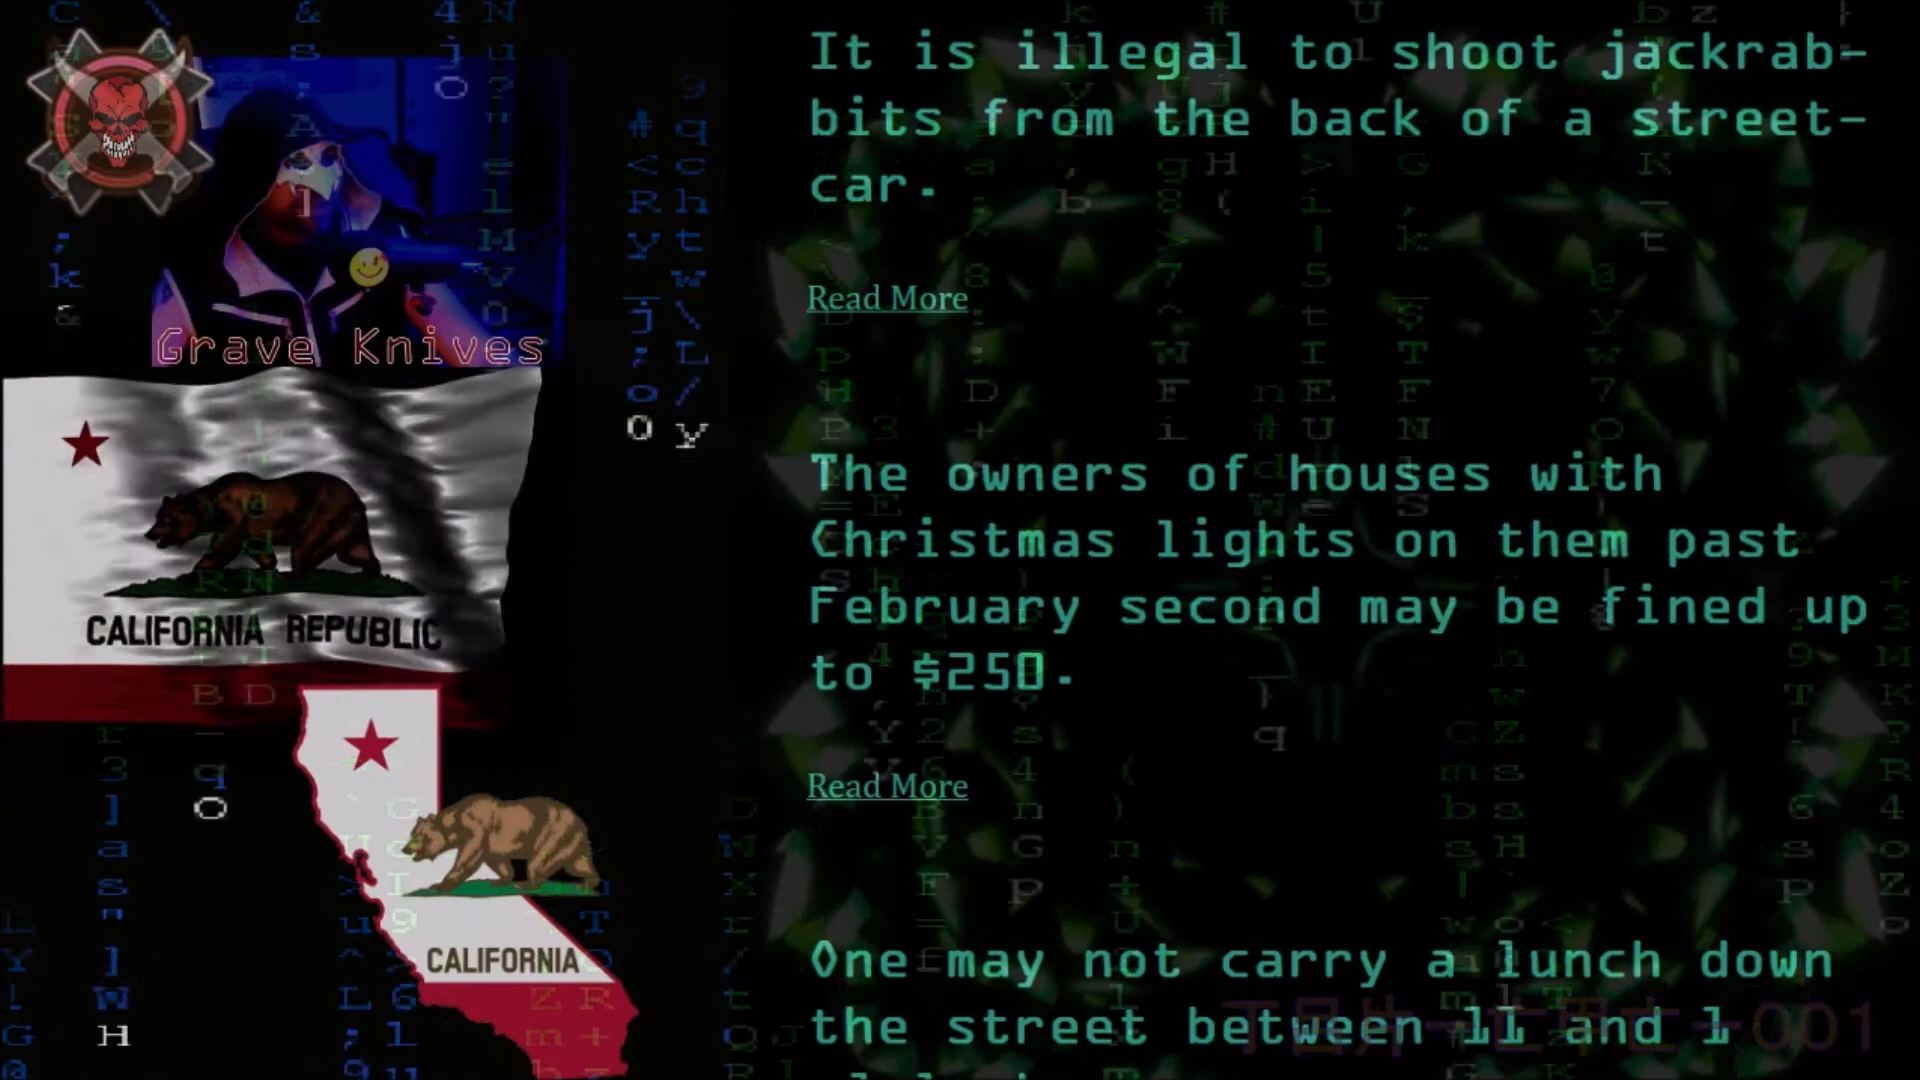 It is illegal to shoot jackrab-
bits from the back of a street-
car.
Read More
The owners of houses with
Christmas lights on them past
February second may be fined up
to $250.
Read More
One may not carry a lunch down
the street between 11 and 1
Grave Knives
CALIFORNIA REPUBLIC
CALIFORNIA